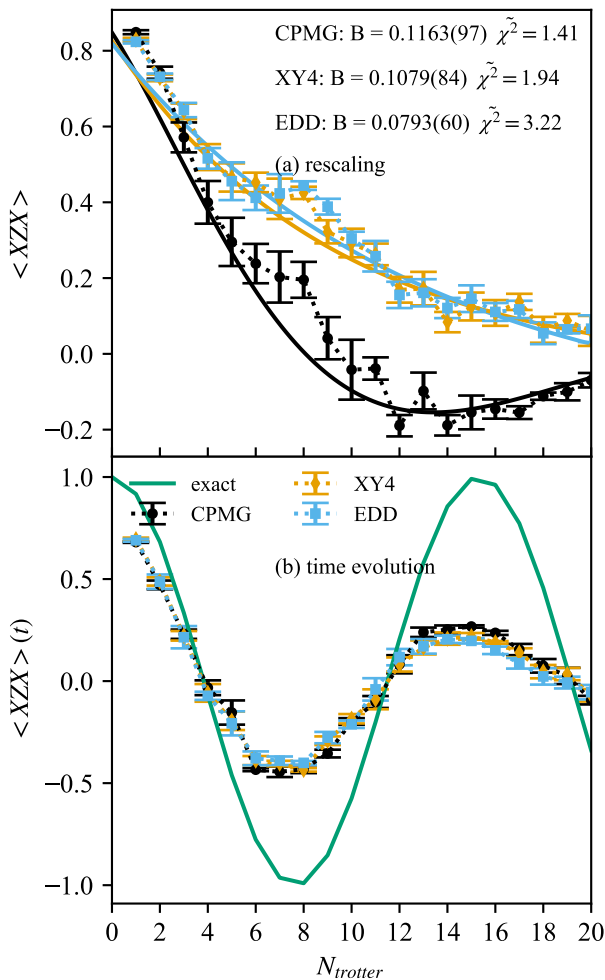 CPMG: B = 0.1163(97) χ̃² = 1.41
XY4: B = 0.1079(84) χ̃² = 1.94
EDD: B = 0.0793(60) χ̃² = 3.22
(a) rescaling
<XZX>
0.8
0.6
0.4
0.2
0.0
−0.2
exact
CPMG
XY4
EDD
(b) time evolution
<XZX>(t)
1.0
0.5
0.0
−0.5
−1.0
0 2 4 6 8 10 12 14 16 18 20
N_trotter